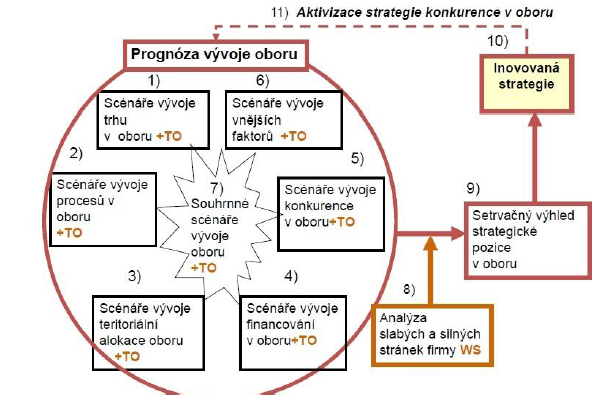 11) Aktivizace strategie konkurence v oboru
Prognóza vývoje oboru
10)
Inovovaná
strategie
1)
Scénáře vývoje
trhu
v oboru +TO
6)
Scénáře vývoje
vnějších
faktorů +TO
2)
Scénáře vývoje
procesů v
oboru
+TO
7)
Souhrnné
scénáře
vývoje
oboru
+TO
5)
Scénáře vývoje
konkurence
v oboru+TO
9)
Setrvačný výhled
strategické
pozice
v oboru
3)
Scénáře vývoje
teritoriální
alokace oboru
+TO
4)
Scénáře vývoje
financování
v oboru+TO
8)
Analýza
slabých a silných
stránek firmy WS